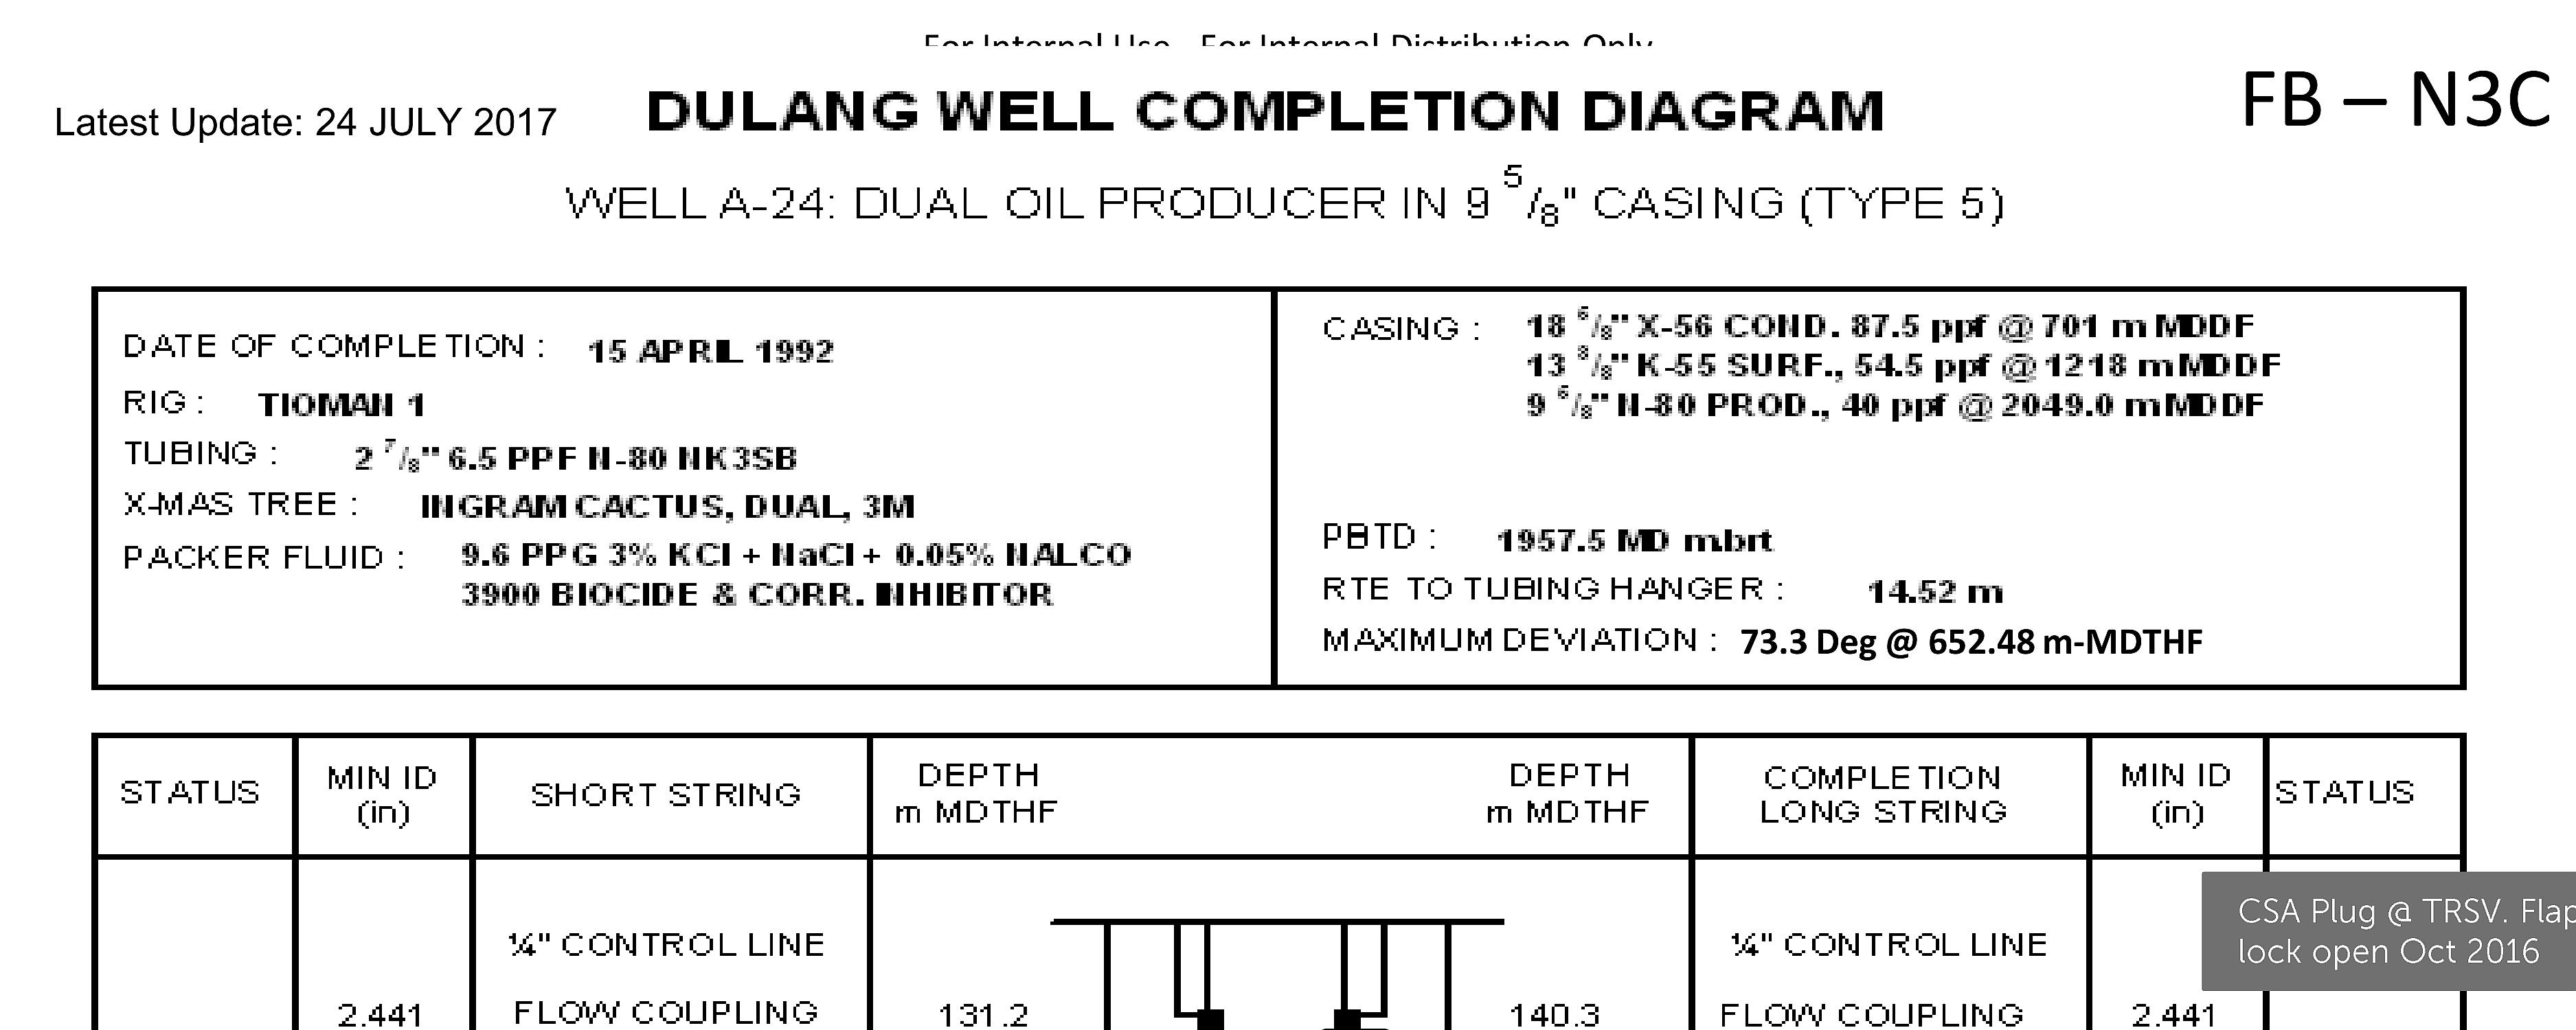 For Internal Use - For Internal Distribution Only
Latest Update: 24 JULY 2017
DULANG WELL COMPLETION DIAGRAM
FB – N3C
WELL A-24: DUAL OIL PRODUCER IN 9 5/8" CASING (TYPE 5)
DATE OF COMPLETION : 15 APRIL 1992
RIG : TIOMAN 1
TUBING : 2 7/8" 6.5 PPF N-80 NK3SB
X-MAS TREE : INGRAM CACTUS, DUAL, 3M
PACKER FLUID : 9.6 PPG 3% KCl + NaCl + 0.05% NALCO
3900 BIOCIDE & CORR. INHIBITOR
CASING : 18 5/8" X-56 COND. 87.5 ppf @ 701 m MDDF
13 3/8" K-55 SURF., 54.5 ppf @ 1218 m MDDF
9 5/8" N-80 PROD., 40 ppf @ 2049.0 m MDDF
PBTD : 1957.5 MD mbrt
RTE TO TUBING HANGER : 14.52 m
MAXIMUM DEVIATION : 73.3 Deg @ 652.48 m-MDTHF
STATUS
MIN ID
(in)
SHORT STRING
DEPTH
m MDTHF
DEPTH
m MDTHF
COMPLETION
LONG STRING
MIN ID
(in)
STATUS
¼" CONTROL LINE
¼" CONTROL LINE
CSA Plug @ TRSV. Flap
lock open Oct 2016
2.441
FLOW COUPLING
131.2
140.3
FLOW COUPLING
2.441